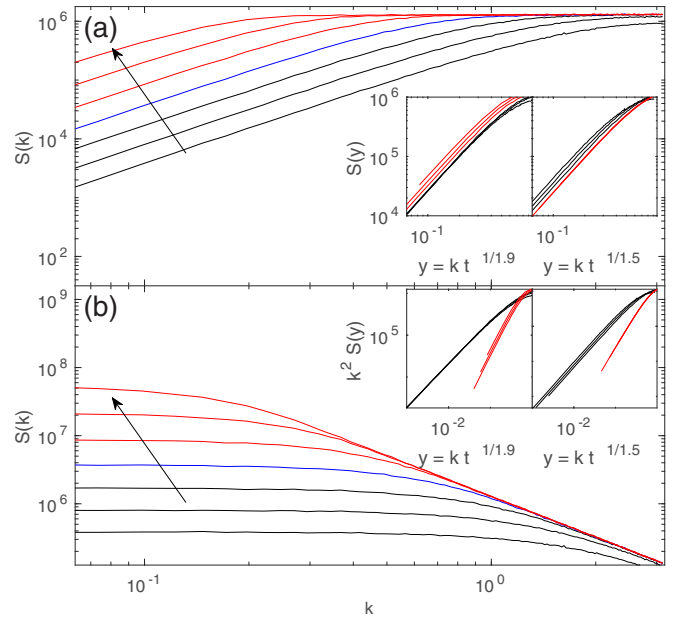 (a)
S(k)
10^6
10^4
10^2
S(y)
10^6
10^5
10^4
10^-1
10^-1
y = k t ^1/1.9
y = k t ^1/1.5
(b)
S(k)
10^9
10^8
10^7
10^6
k^2 S(y)
10^5
10^-2
10^-2
y = k t ^1/1.9
y = k t ^1/1.5
10^-1
10^0
k